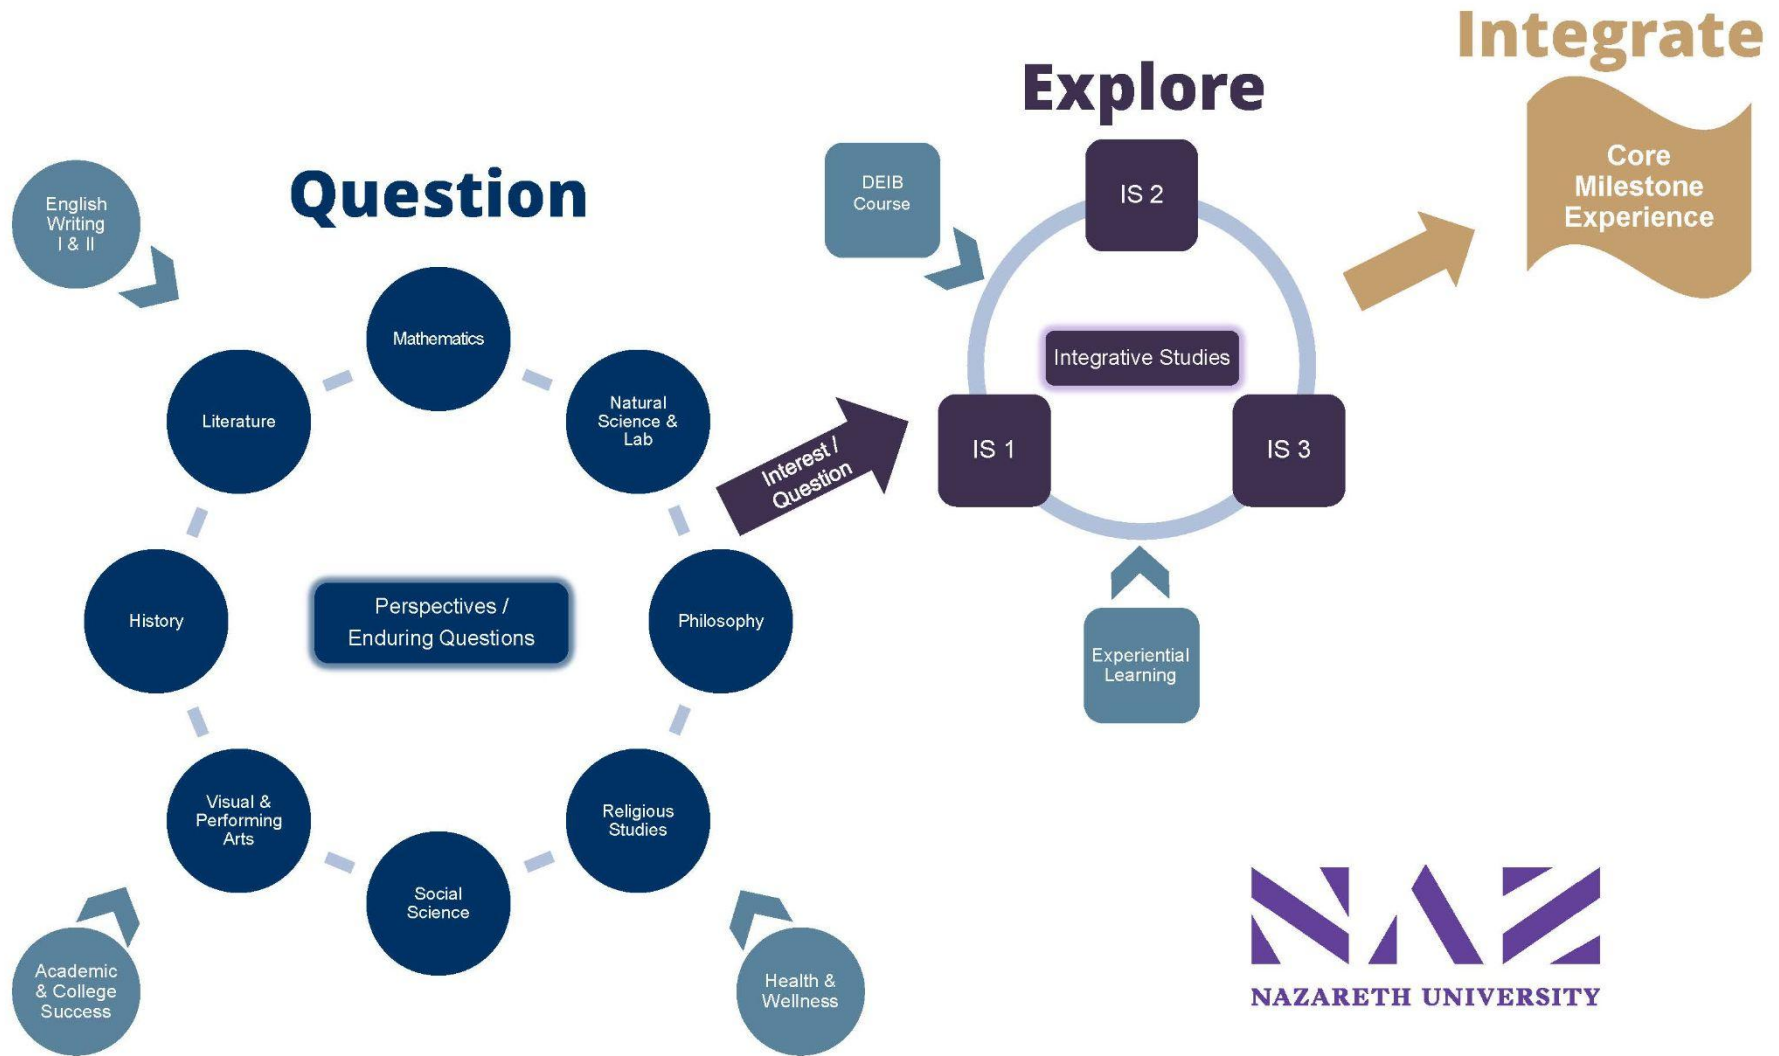 Question
English
Writing
I & II
Mathematics
Natural
Science &
Lab
Literature
History
Perspectives /
Enduring Questions
Philosophy
Visual &
Performing
Arts
Religious
Studies
Social
Science
Academic
& College
Success
Health &
Wellness
Interest /
Question
Explore
DEIB
Course
IS 2
Integrative Studies
IS 1
IS 3
Experiential
Learning
Integrate
Core
Milestone
Experience
NAZ
NAZARETH UNIVERSITY